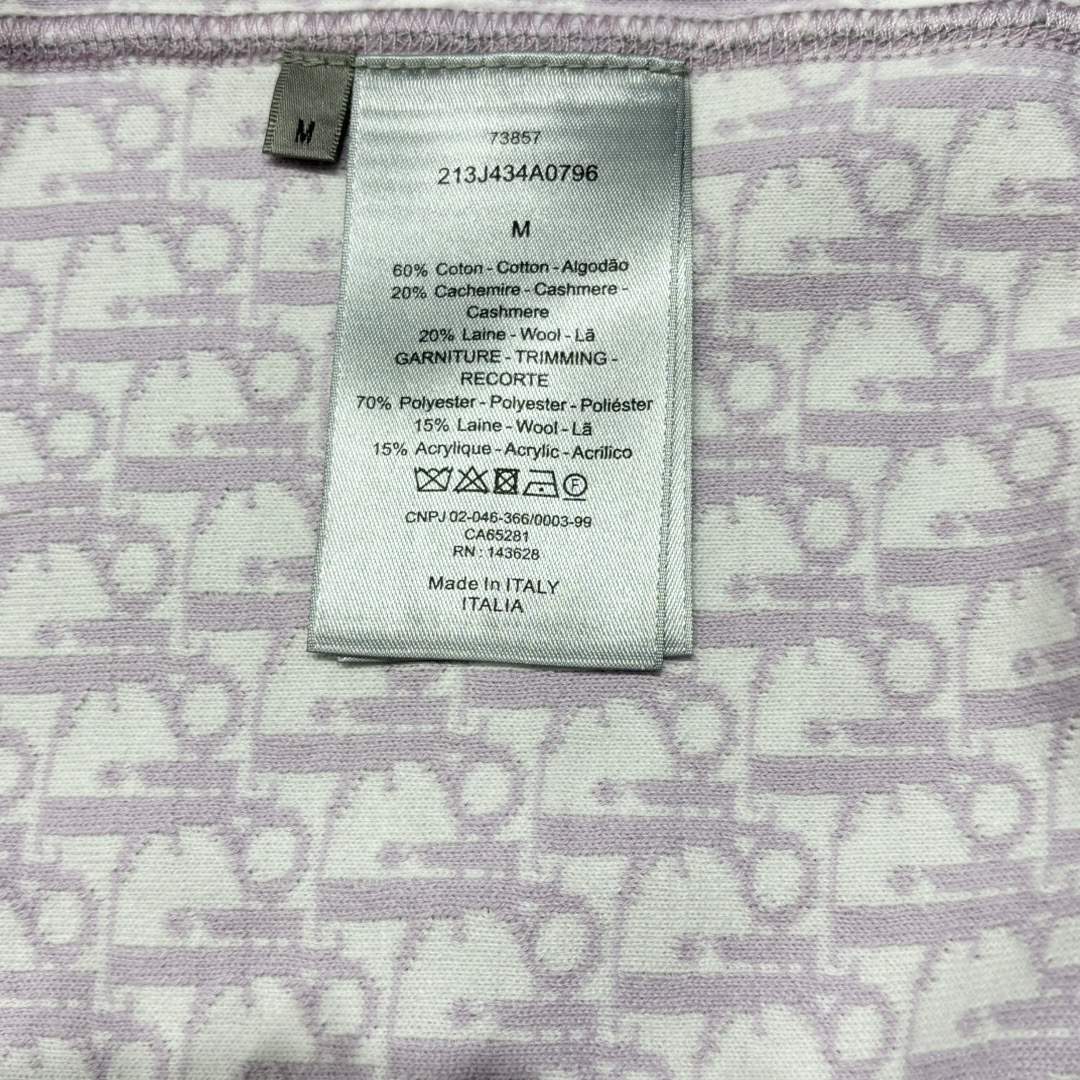 M
73857
213J434A0796
M
60% Coton - Cotton - Algodão
20% Cachemire - Cashmere -
Cashmere
20% Laine - Wool - Lã
GARNITURE - TRIMMING -
RECORTE
70% Polyester - Polyester - Poliéster
15% Laine - Wool - Lã
15% Acrylique - Acrylic - Acrilico
F
CNPJ 02-046-366/0003-99
CA65281
RN : 143628
Made In ITALY
ITALIA